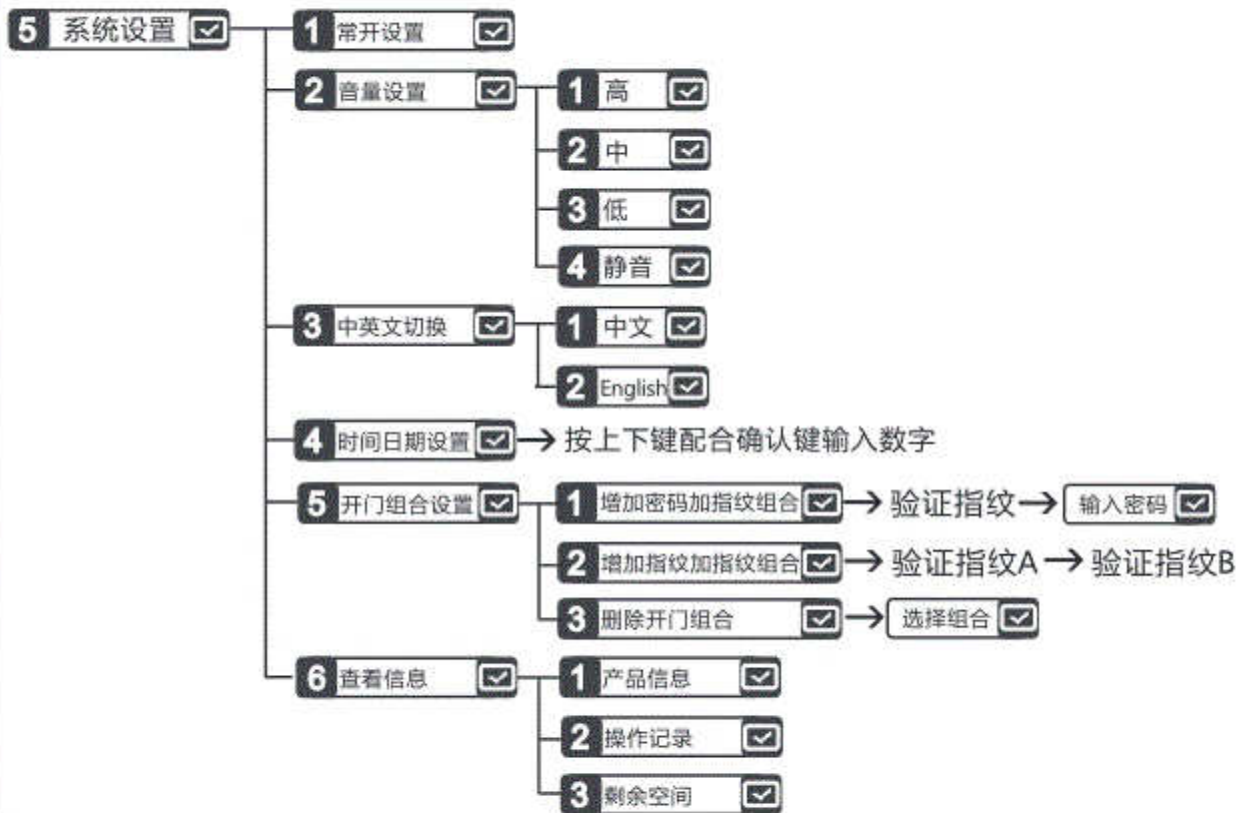 5 系统设置
1 常开设置
2 音量设置
1 高
2 中
3 低
4 静音
3 中英文切换
1 中文
2 English
4 时间日期设置 → 按上下键配合确认键输入数字
5 开门组合设置
1 增加密码加指纹组合 → 验证指纹 → 输入密码
2 增加指纹加指纹组合 → 验证指纹A → 验证指纹B
3 删除开门组合 → 选择组合
6 查看信息
1 产品信息
2 操作记录
3 剩余空间